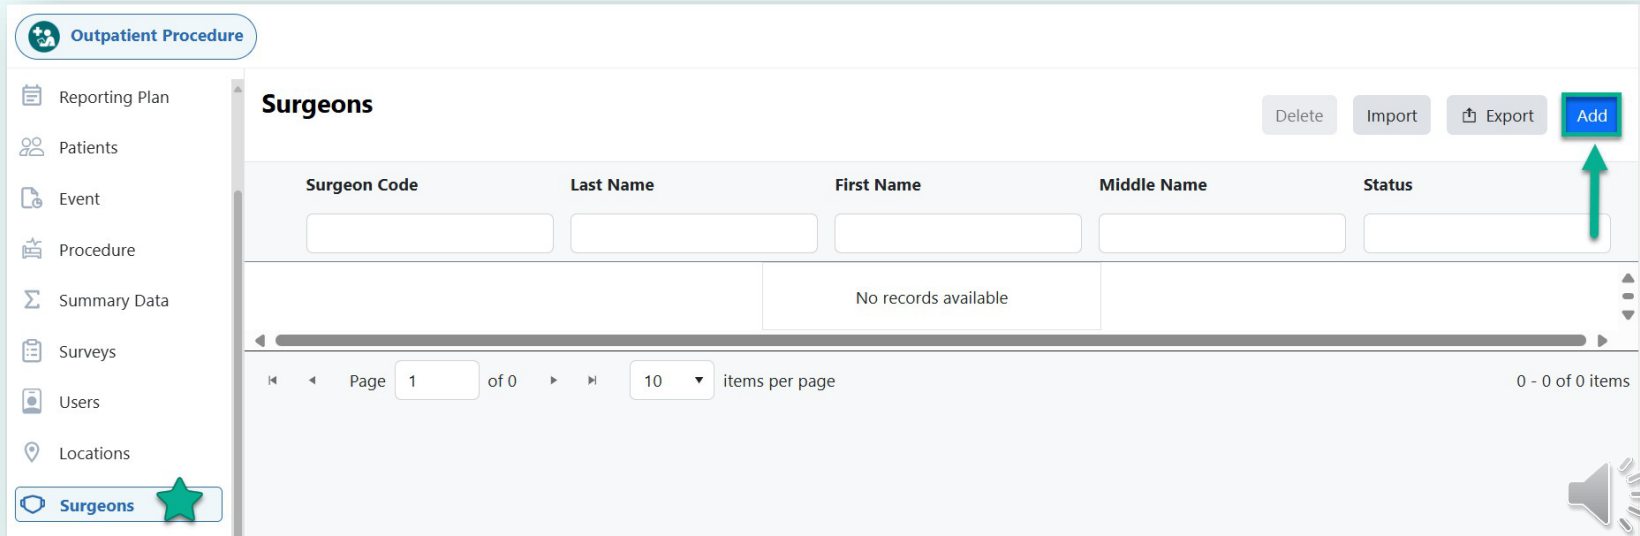 Outpatient Procedure
Reporting Plan
Patients
Event
Procedure
Summary Data
Surveys
Users
Locations
Surgeons
Surgeons
Delete Import Export Add
Surgeon Code Last Name First Name Middle Name Status
No records available
Page 1 of 0 10 items per page 0 - 0 of 0 items